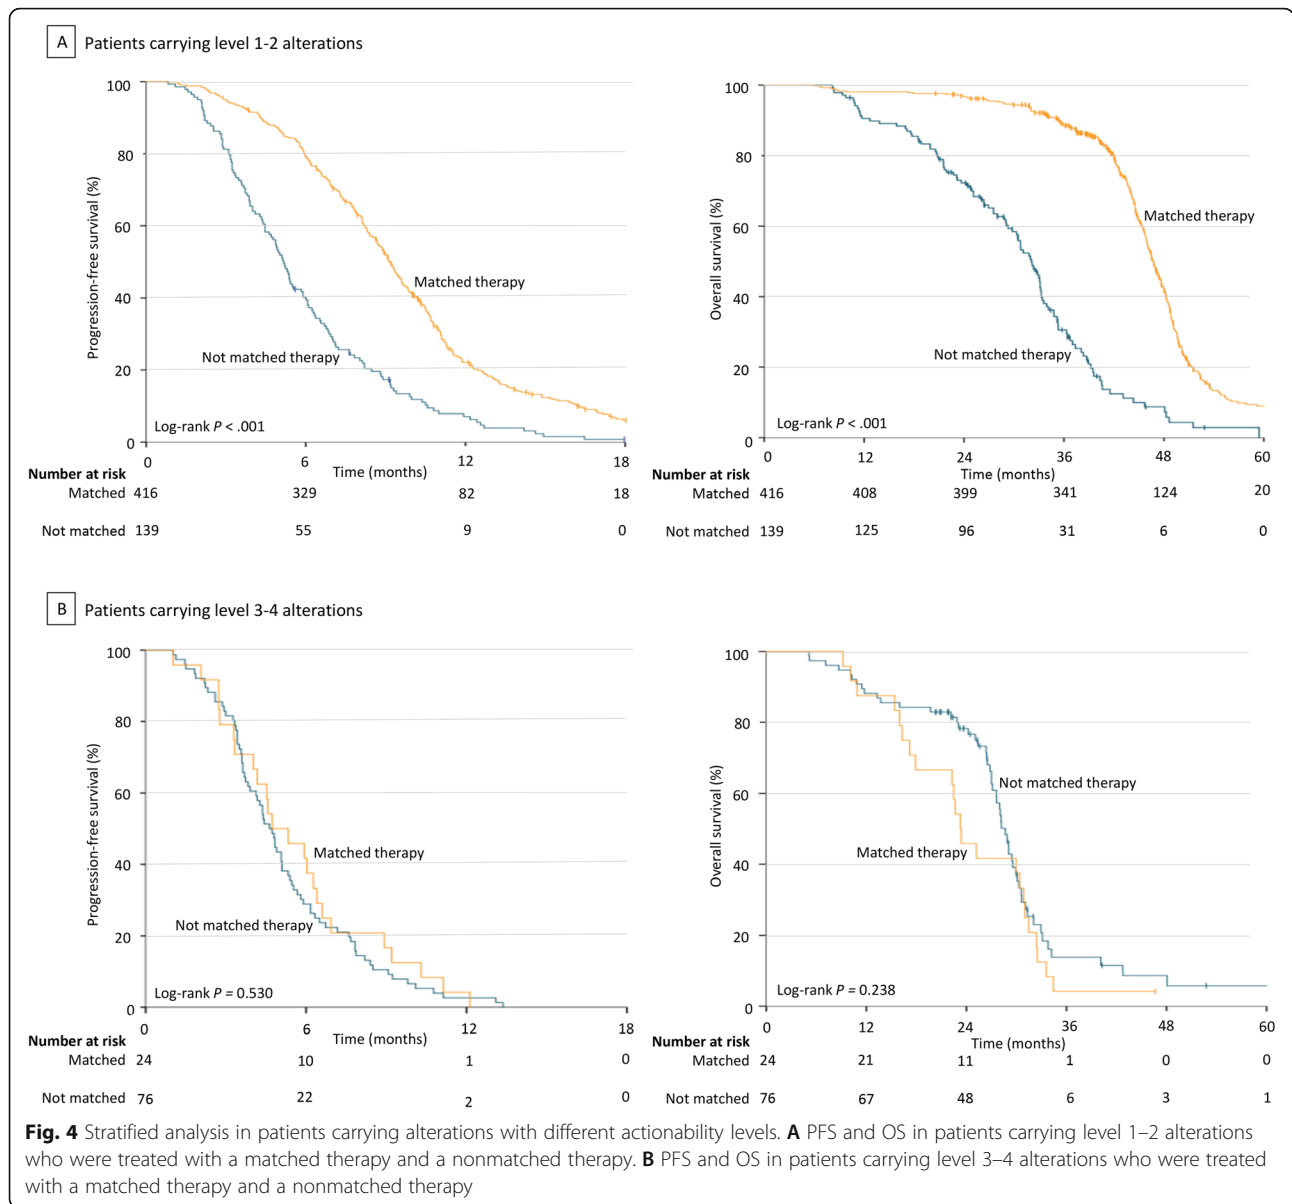 A Patients carrying level 1-2 alterations
100
80
60
40
20
0
Progression-free survival (%)
Matched therapy
Not matched therapy
Log-rank P < .001
0 6 12 18
Time (months)
Number at risk
Matched 416 329 82 18
Not matched 139 55 9 0
100
80
60
40
20
0
Overall survival (%)
Matched therapy
Not matched therapy
Log-rank P < .001
0 12 24 36 48 60
Time (months)
Number at risk
Matched 416 408 399 341 124 20
Not matched 139 125 96 31 6 0
B Patients carrying level 3-4 alterations
100
80
60
40
20
0
Progression-free survival (%)
Matched therapy
Not matched therapy
Log-rank P = 0.530
0 6 12 18
Time (months)
Number at risk
Matched 24 10 1 0
Not matched 76 22 2 0
100
80
60
40
20
0
Overall survival (%)
Not matched therapy
Matched therapy
Log-rank P = 0.238
0 12 24 36 48 60
Time (months)
Number at risk
Matched 24 21 11 1 0 0
Not matched 76 67 48 6 3 1
Fig. 4 Stratified analysis in patients carrying alterations with different actionability levels. A PFS and OS in patients carrying level 1–2 alterations
who were treated with a matched therapy and a nonmatched therapy. B PFS and OS in patients carrying level 3–4 alterations who were treated
with a matched therapy and a nonmatched therapy